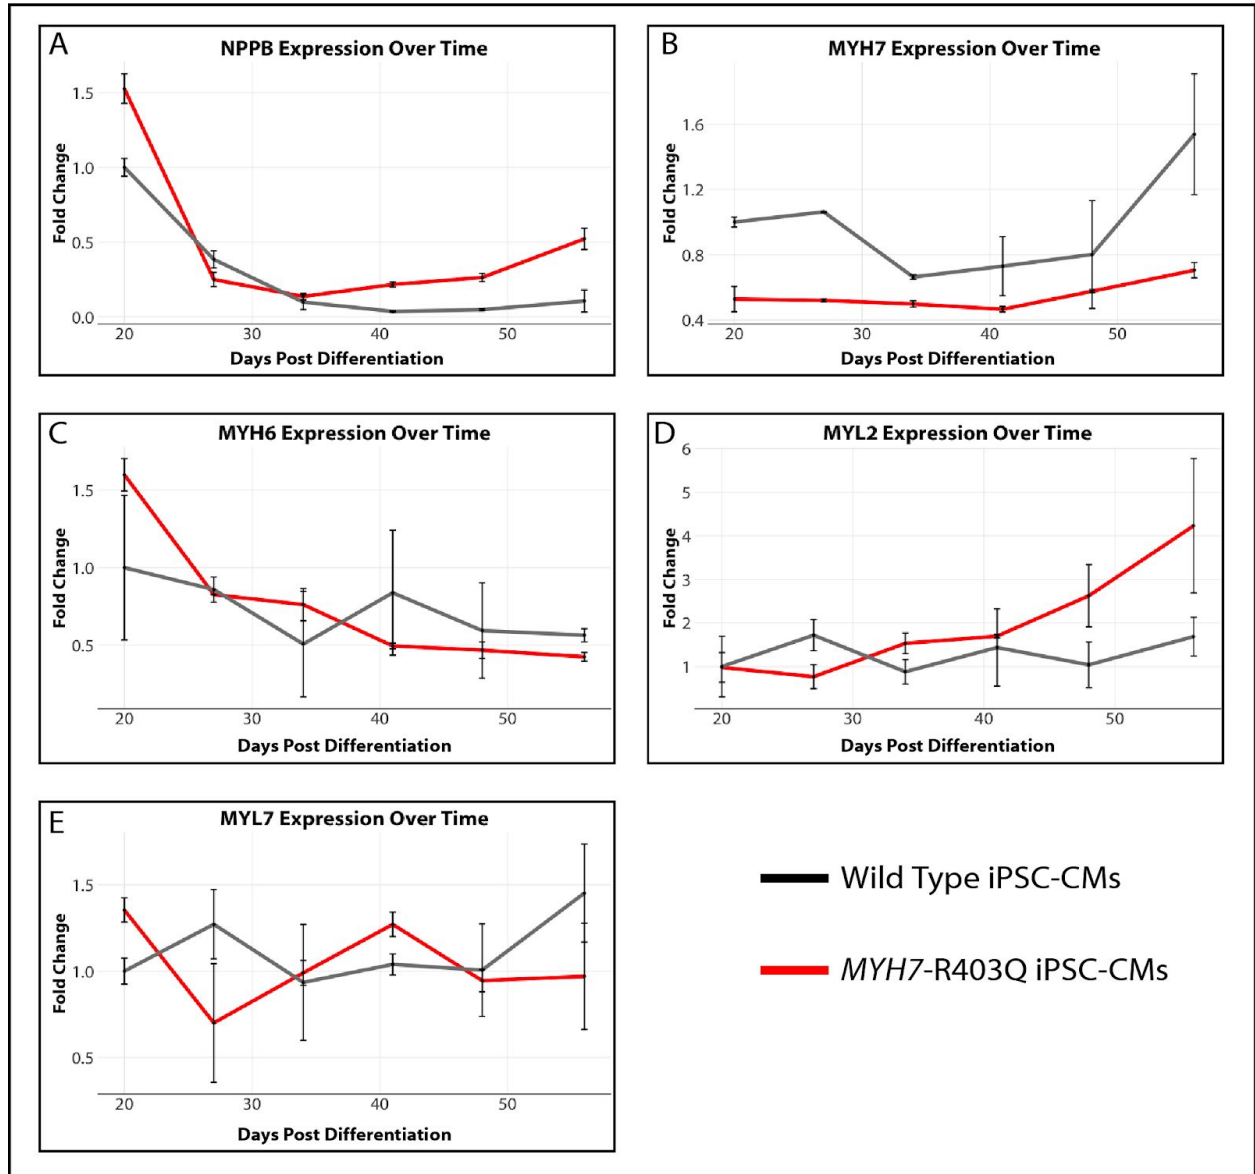 A
NPPB Expression Over Time
Fold Change
1.5
1.0
0.5
0.0
20 30 40 50
Days Post Differentiation
B
MYH7 Expression Over Time
Fold Change
1.6
1.2
0.8
0.4
20 30 40 50
Days Post Differentiation
C
MYH6 Expression Over Time
Fold Change
1.5
1.0
0.5
20 30 40 50
Days Post Differentiation
D
MYL2 Expression Over Time
Fold Change
6
5
4
3
2
1
20 30 40 50
Days Post Differentiation
E
MYL7 Expression Over Time
Fold Change
1.5
1.0
0.5
20 30 40 50
Days Post Differentiation
Wild Type iPSC-CMs
MYH7-R403Q iPSC-CMs